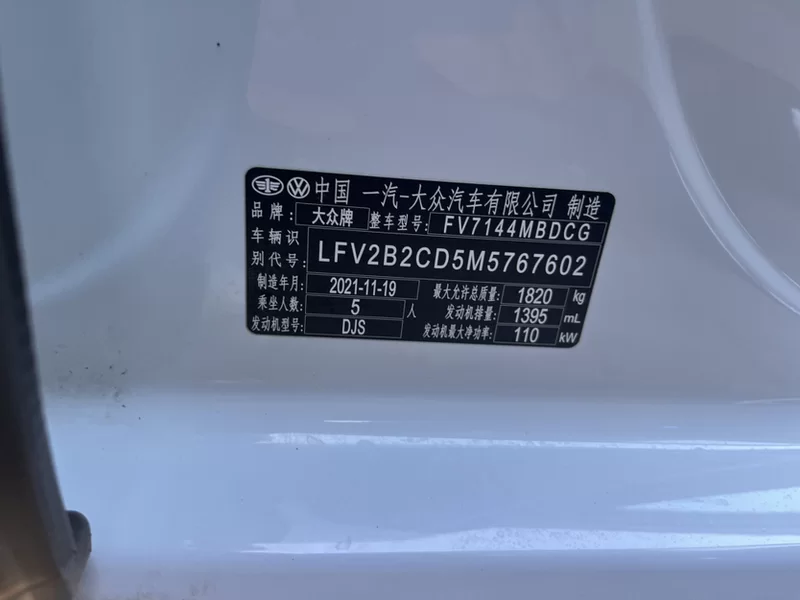 中国 一汽-大众汽车有限公司 制造
品牌: 大众牌 整车型号: FV7144MBDCG
车辆识别代号: LFV2B2CD5M5767602
制造年月: 2021-11-19 最大允许总质量: 1820 kg
乘坐人数: 5 人 发动机排量: 1395 mL
发动机型号: DJS 发动机最大净功率: 110 kW